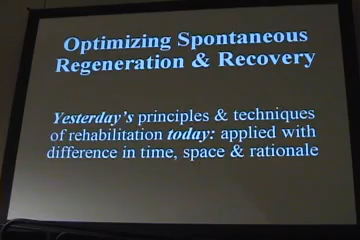 Optimizing Spontaneous
Regeneration & Recovery
Yesterday's principles & techniques
of rehabilitation today: applied with
difference in time, space & rationale